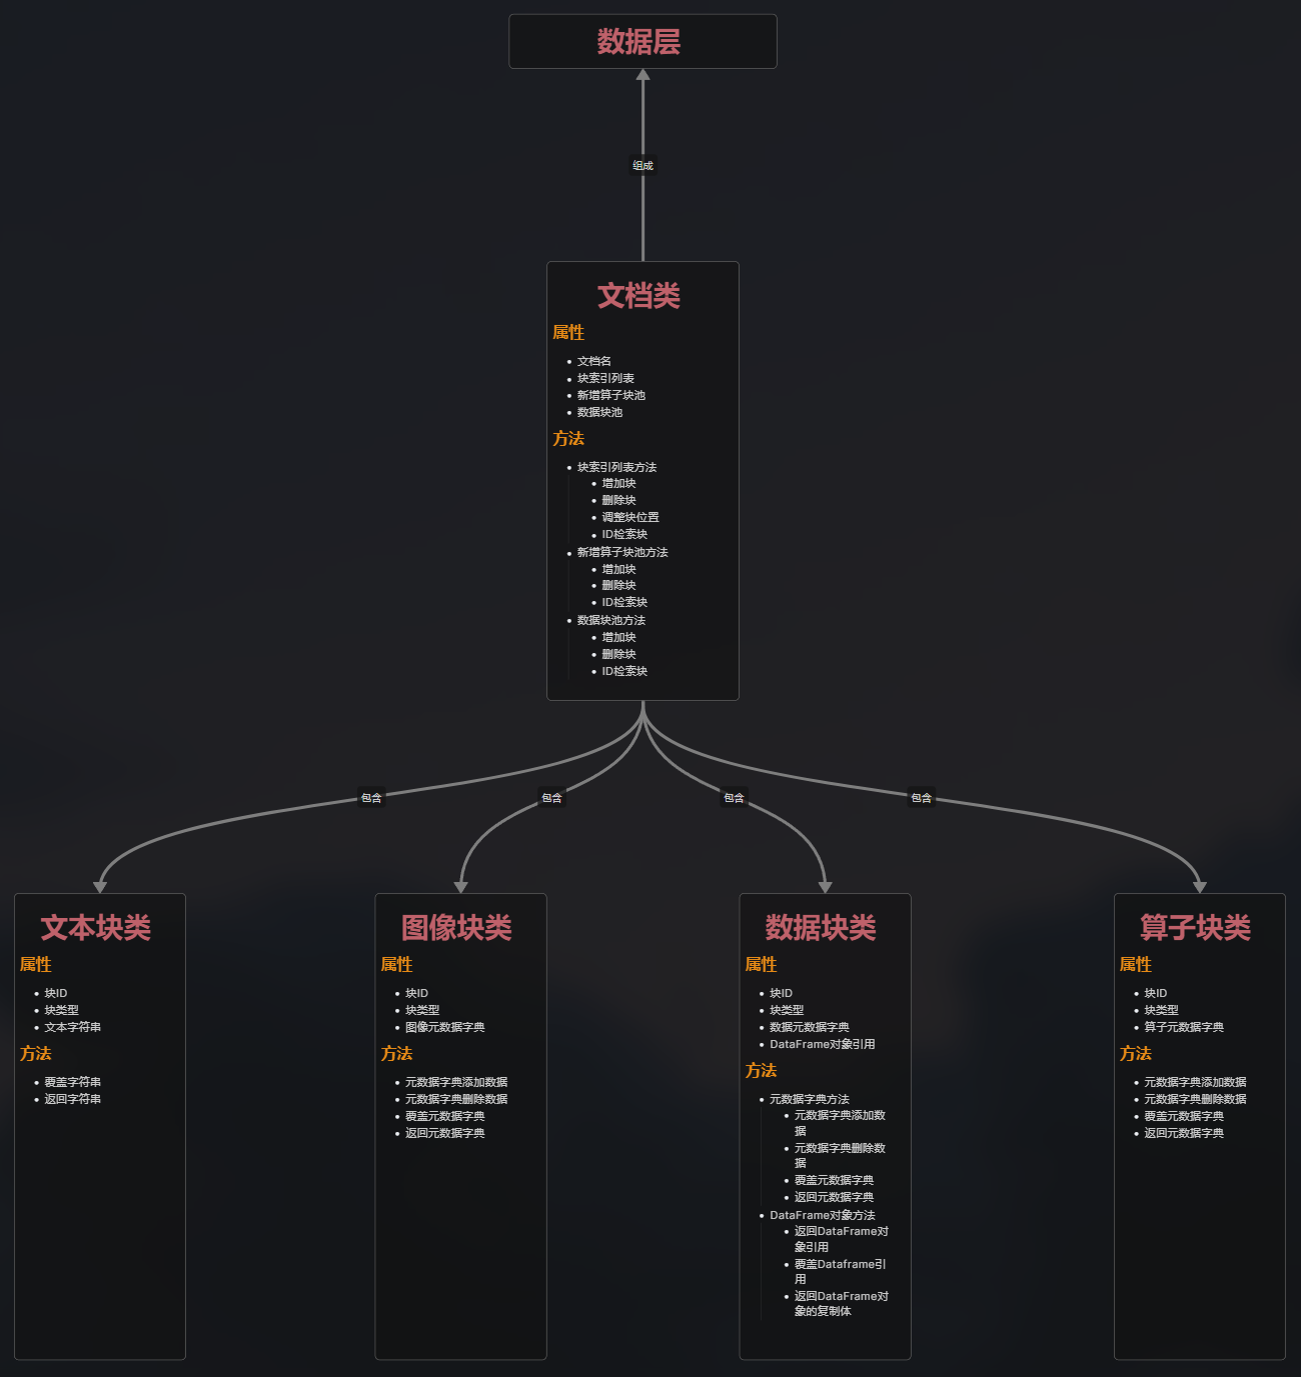 数据层
组成
文档类
属性
文档名
块索引列表
新增算子块池
数据块池
方法
块索引列表方法
增加块
删除块
调整块位置
ID检索块
新增算子块池方法
增加块
删除块
ID检索块
数据块池方法
增加块
删除块
ID检索块
包含
包含
包含
包含
文本块类
属性
块ID
块类型
文本字符串
方法
覆盖字符串
返回字符串
图像块类
属性
块ID
块类型
图像元数据字典
方法
元数据字典添加数据
元数据字典删除数据
覆盖元数据字典
返回元数据字典
数据块类
属性
块ID
块类型
数据元数据字典
DataFrame对象引用
方法
元数据字典方法
元数据字典添加数
据
元数据字典删除数
据
覆盖元数据字典
返回元数据字典
DataFrame对象方法
返回DataFrame对
象引用
覆盖Dataframe引
用
返回DataFrame对
象的复制体
算子块类
属性
块ID
块类型
算子元数据字典
方法
元数据字典添加数据
元数据字典删除数据
覆盖元数据字典
返回元数据字典